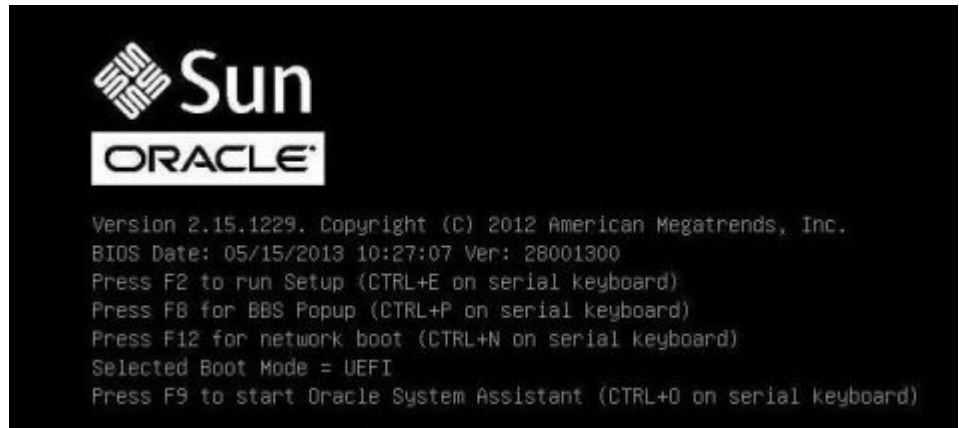 Sun
ORACLE
Version 2.15.1229. Copyright (C) 2012 American Megatrends, Inc.
BIOS Date: 05/15/2013 10:27:07 Ver: 28001300
Press F2 to run Setup (CTRL+E on serial keyboard)
Press F8 for BBS Popup (CTRL+P on serial keyboard)
Press F12 for network boot (CTRL+N on serial keyboard)
Selected Boot Mode = UEFI
Press F9 to start Oracle System Assistant (CTRL+O on serial keyboard)